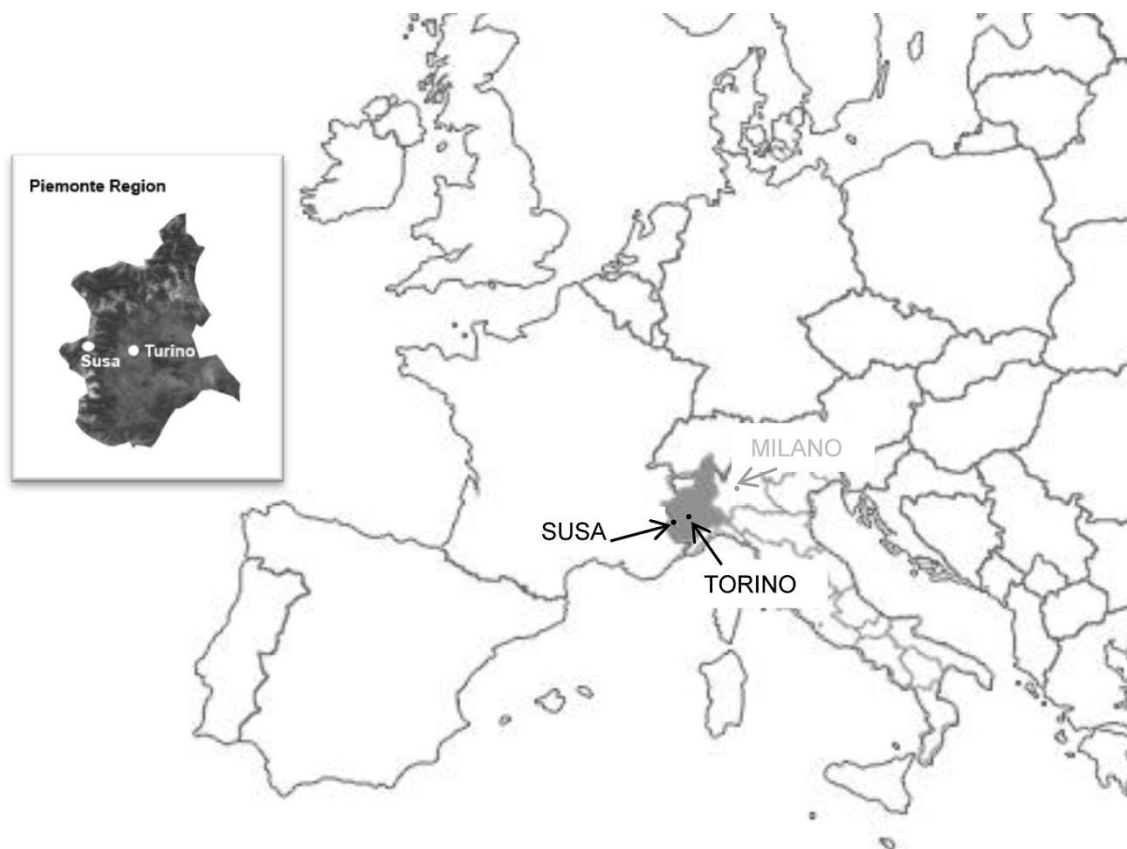 Piemonte Region
Susa
Turino
MILANO
SUSA
TORINO